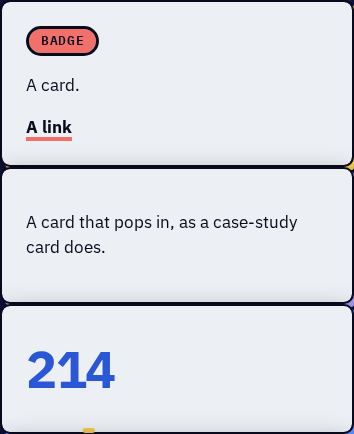 BADGE
A card.
A link
A card that pops in, as a case-study
card does.
214